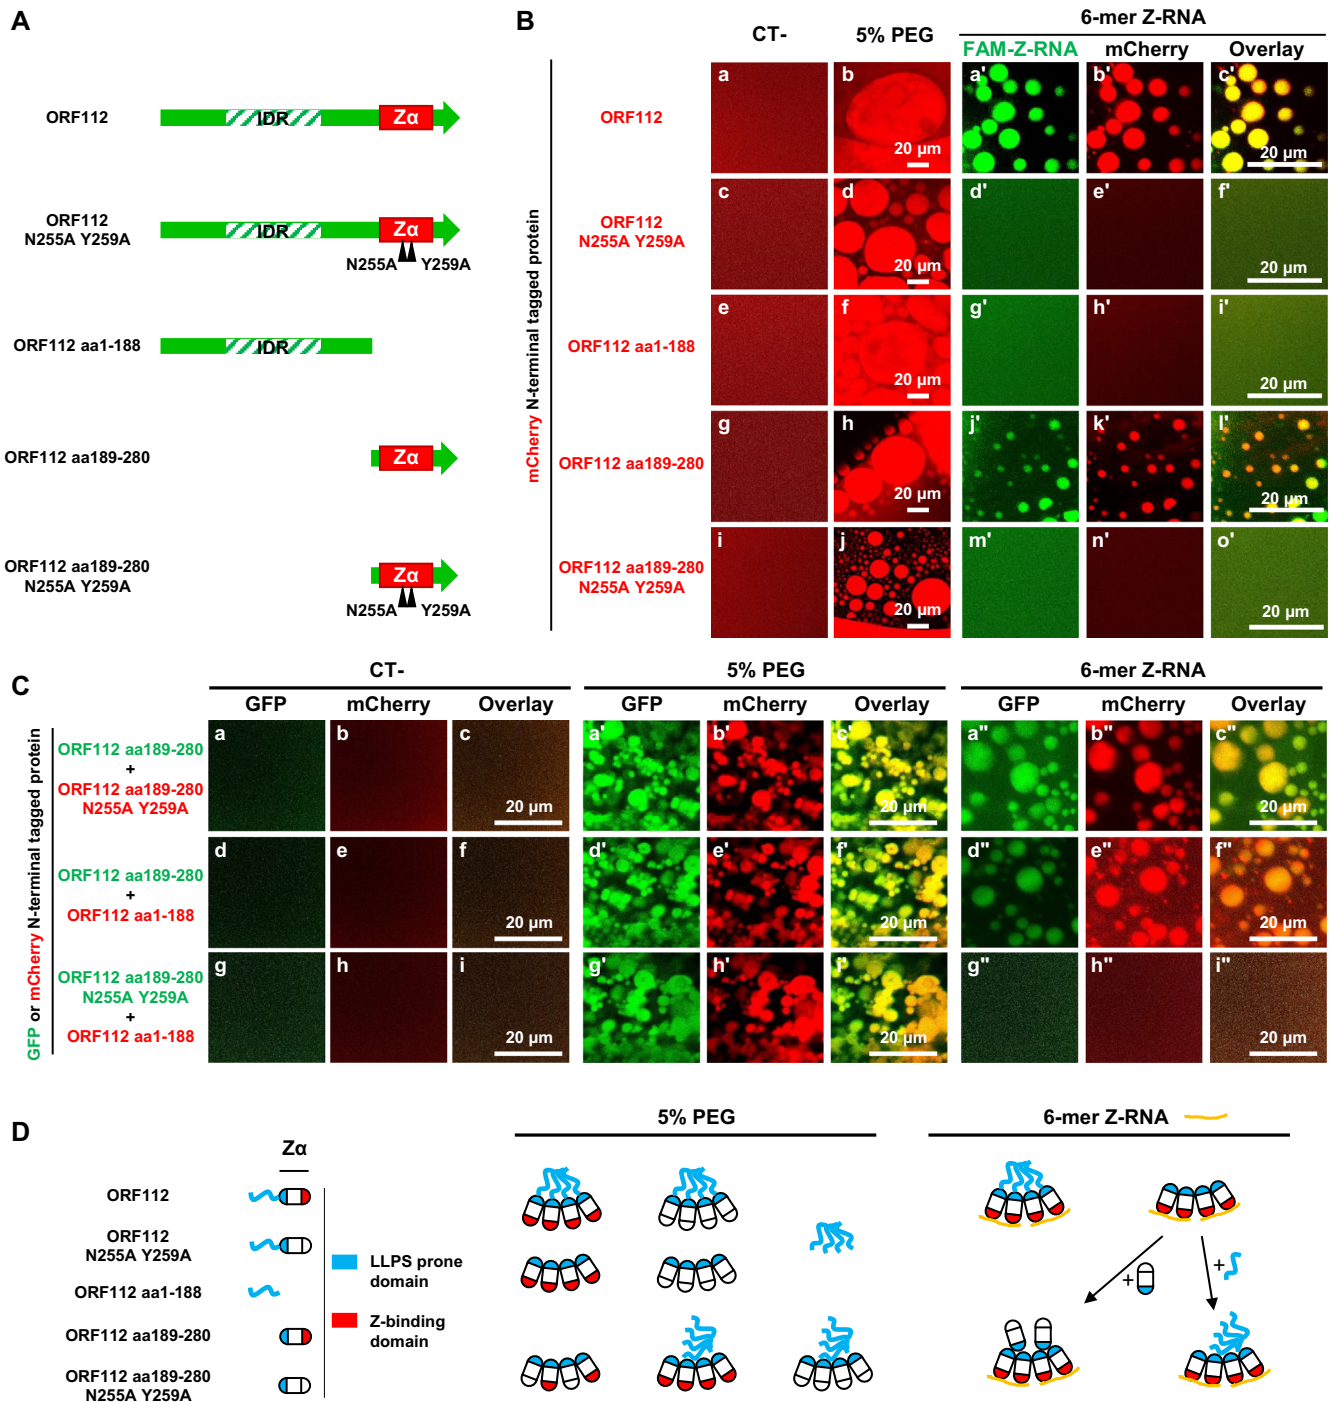 A
ORF112
IDR
Zα
ORF112
N255A Y259A
IDR
Zα
N255A
Y259A
ORF112 aa1-188
IDR
ORF112 aa189-280
Zα
ORF112 aa189-280
N255A Y259A
Zα
N255A
Y259A
B
6-mer Z-RNA
CT-
5% PEG
FAM-Z-RNA
mCherry
Overlay
mCherry N-terminal tagged protein
ORF112
a
b
20 µm
a'
b'
c'
20 µm
ORF112
N255A Y259A
c
d
20 µm
d'
e'
f'
20 µm
ORF112 aa1-188
e
f
20 µm
g'
h'
i'
20 µm
ORF112 aa189-280
g
h
20 µm
j'
k'
l'
20 µm
ORF112 aa189-280
N255A Y259A
i
j
20 µm
m'
n'
o'
20 µm
C
CT-
5% PEG
6-mer Z-RNA
GFP
mCherry
Overlay
GFP
mCherry
Overlay
GFP
mCherry
Overlay
GFP or mCherry N-terminal tagged protein
ORF112 aa189-280
+
ORF112 aa189-280
N255A Y259A
a
b
c
20 µm
a'
b'
c'
20 µm
a"
b"
c"
20 µm
ORF112 aa189-280
+
ORF112 aa1-188
d
e
f
20 µm
d'
e'
f'
20 µm
d"
e"
f"
20 µm
ORF112 aa189-280
N255A Y259A
+
ORF112 aa1-188
g
h
i
20 µm
g'
h'
i'
20 µm
g"
h"
i"
20 µm
D
Zα
ORF112
ORF112
N255A Y259A
ORF112 aa1-188
ORF112 aa189-280
ORF112 aa189-280
N255A Y259A
LLPS prone
domain
Z-binding
domain
5% PEG
6-mer Z-RNA
+
+